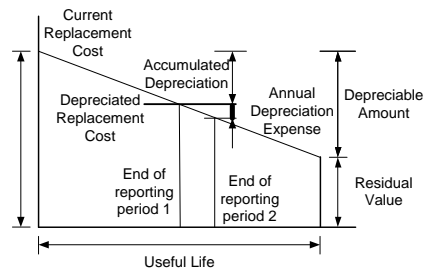 Current
Replacement
Cost
Accumulated
Depreciation
Depreciated
Replacement
Cost
Annual
Depreciation
Expense
Depreciable
Amount
End of
reporting
period 1
End of
reporting
period 2
Residual
Value
Useful Life